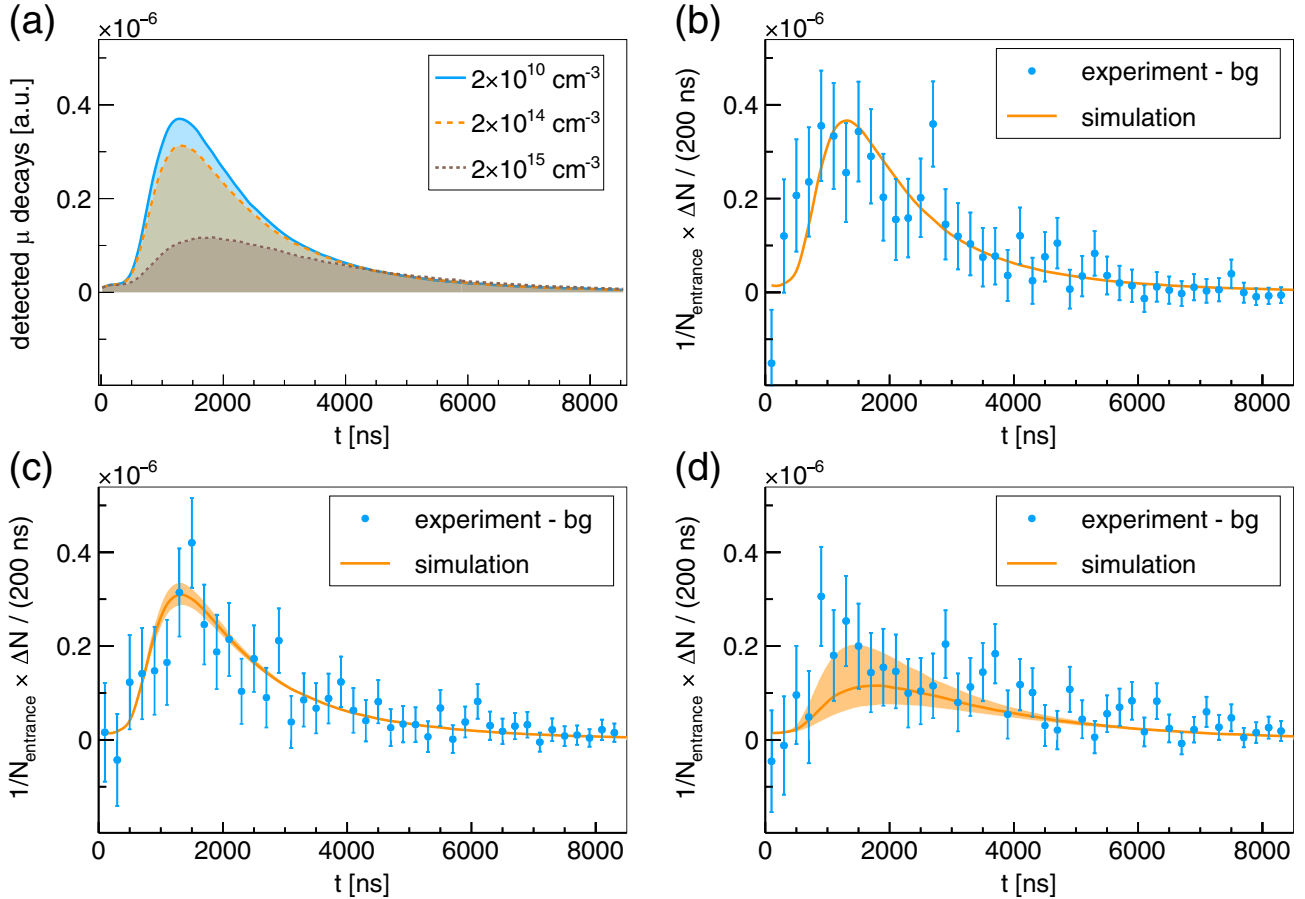 (a)
×10⁻⁶
detected μ decays [a.u.]
0.4
0.2
0
2×10¹⁰ cm⁻³
2×10¹⁴ cm⁻³
2×10¹⁵ cm⁻³
0 2000 4000 6000 8000
t [ns]
(b)
×10⁻⁶
1/N_entrance × ΔN / (200 ns)
0.4
0.2
0
experiment - bg
simulation
0 2000 4000 6000 8000
t [ns]
(c)
×10⁻⁶
1/N_entrance × ΔN / (200 ns)
0.4
0.2
0
experiment - bg
simulation
0 2000 4000 6000 8000
t [ns]
(d)
×10⁻⁶
1/N_entrance × ΔN / (200 ns)
0.4
0.2
0
experiment - bg
simulation
0 2000 4000 6000 8000
t [ns]